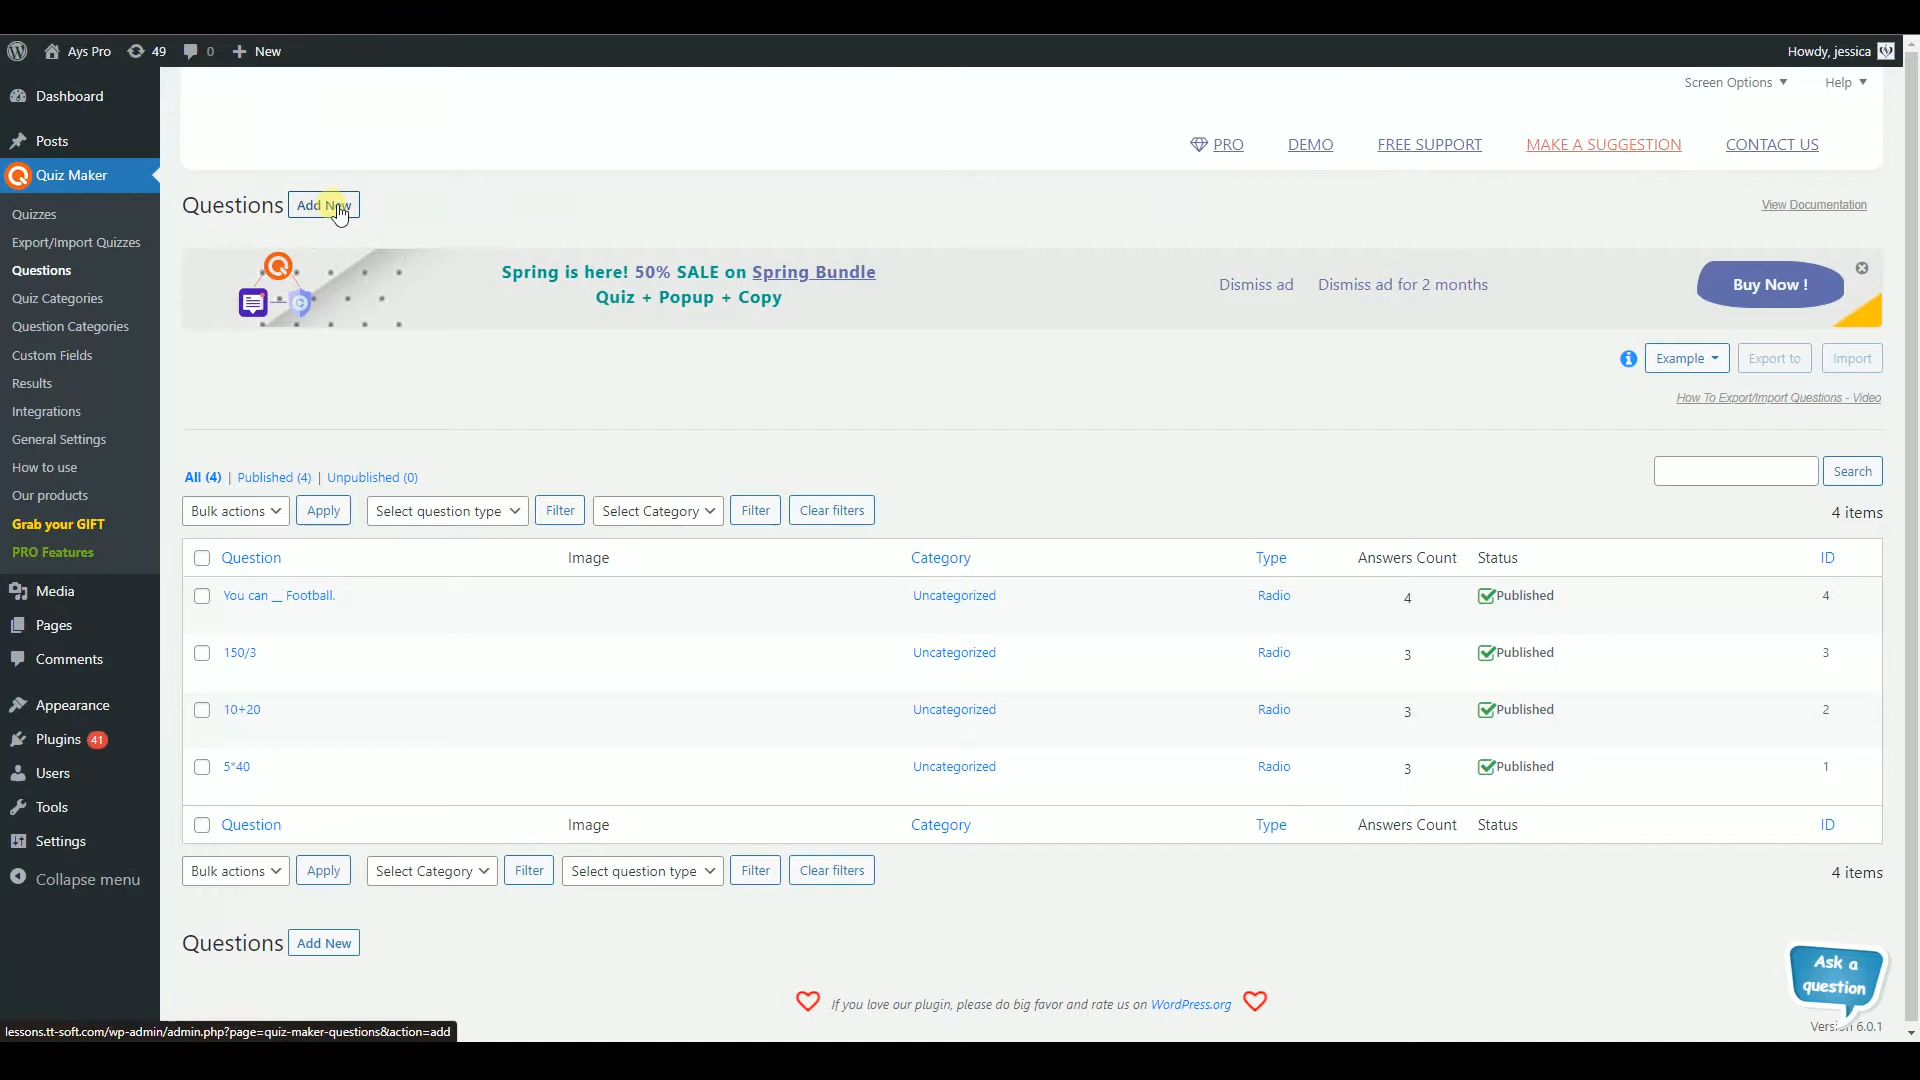 Ays Pro 49 0 New Howdy, jessica
Screen Options Help
PRO DEMO FREE SUPPORT MAKE A SUGGESTION CONTACT US
Dashboard
Posts
Quiz Maker
Quizzes
Export/Import Quizzes
Questions
Quiz Categories
Question Categories
Custom Fields
Results
Integrations
General Settings
How to use
Our products
Grab your GIFT
PRO Features
Media
Pages
Comments
Appearance
Plugins 41
Users
Tools
Settings
Collapse menu
Questions Add New View Documentation
Spring is here! 50% SALE on Spring Bundle
Quiz + Popup + Copy
Dismiss ad Dismiss ad for 2 months Buy Now !
Example Export to Import
How To Export/Import Questions - Video
All (4) | Published (4) | Unpublished (0)
Search
Bulk actions Apply Select question type Filter Select Category Filter Clear filters 4 items
Question Image Category Type Answers Count Status ID
You can __ Football. Uncategorized Radio 4 Published 4
150/3 Uncategorized Radio 3 Published 3
10+20 Uncategorized Radio 3 Published 2
5*40 Uncategorized Radio 3 Published 1
Question Image Category Type Answers Count Status ID
Bulk actions Apply Select Category Filter Select question type Filter Clear filters 4 items
Questions Add New
Ask a
question
If you love our plugin, please do big favor and rate us on WordPress.org
Version 6.0.1
lessons.tt-soft.com/wp-admin/admin.php?page=quiz-maker-questions&action=add